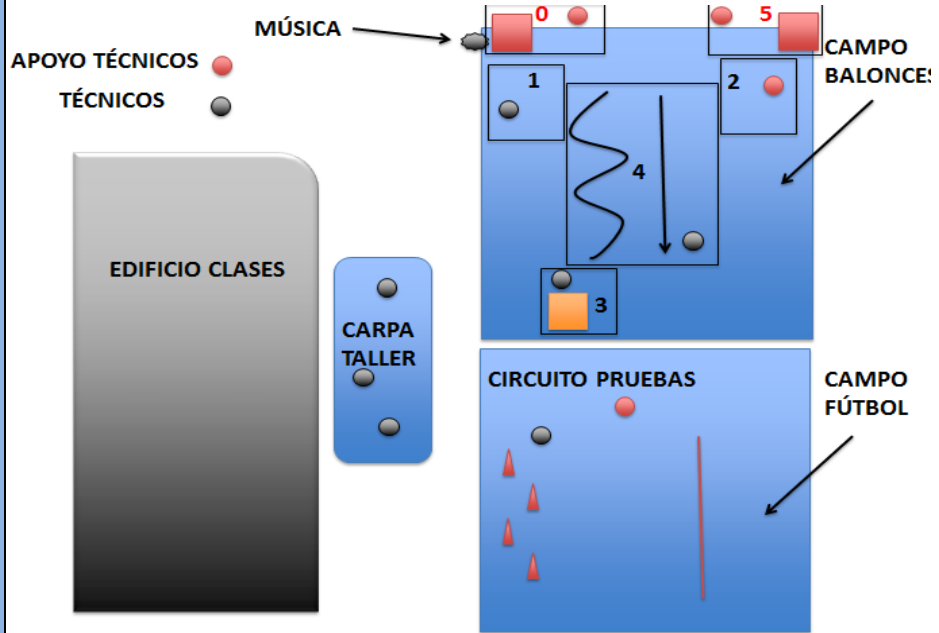 MÚSICA
0
5
APOYO TÉCNICOS
TÉCNICOS
CAMPO
BALONCES
1
2
4
EDIFICIO CLASES
3
CARPA
TALLER
CIRCUITO PRUEBAS
CAMPO
FÚTBOL